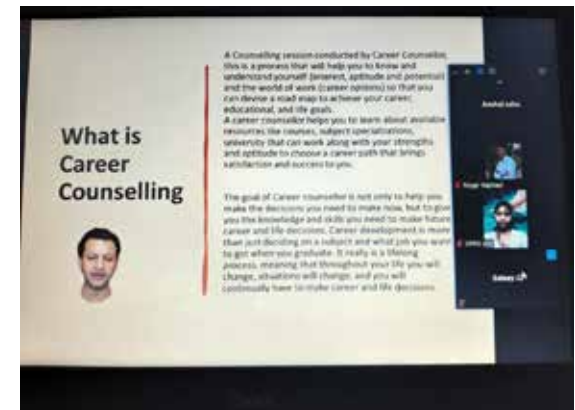 What is
Career
Counselling
A Counselling session conducted by Career Counsellor,
this is a process that will help you to know and
understand yourself (interest, aptitude and potential)
and the world of work (career options) so that you
can devise a road map to achieve your career,
educational, and life goals.
A career counsellor helps you to learn about available
resources like courses, subject specializations,
university that can work along with your strengths
and aptitude to choose a career path that brings
satisfaction and success to you.
The goal of Career counsellor is not only to help you
make the decisions you need to make now, but to give
you the knowledge and skills you need to make future
career and life decisions. Career development is more
than just deciding on a subject and what job you want
to get when you graduate. It really is a lifelong
process, meaning that throughout your life you will
change, situations will change, and you will
continually have to make career and life decisions.
Galaxy